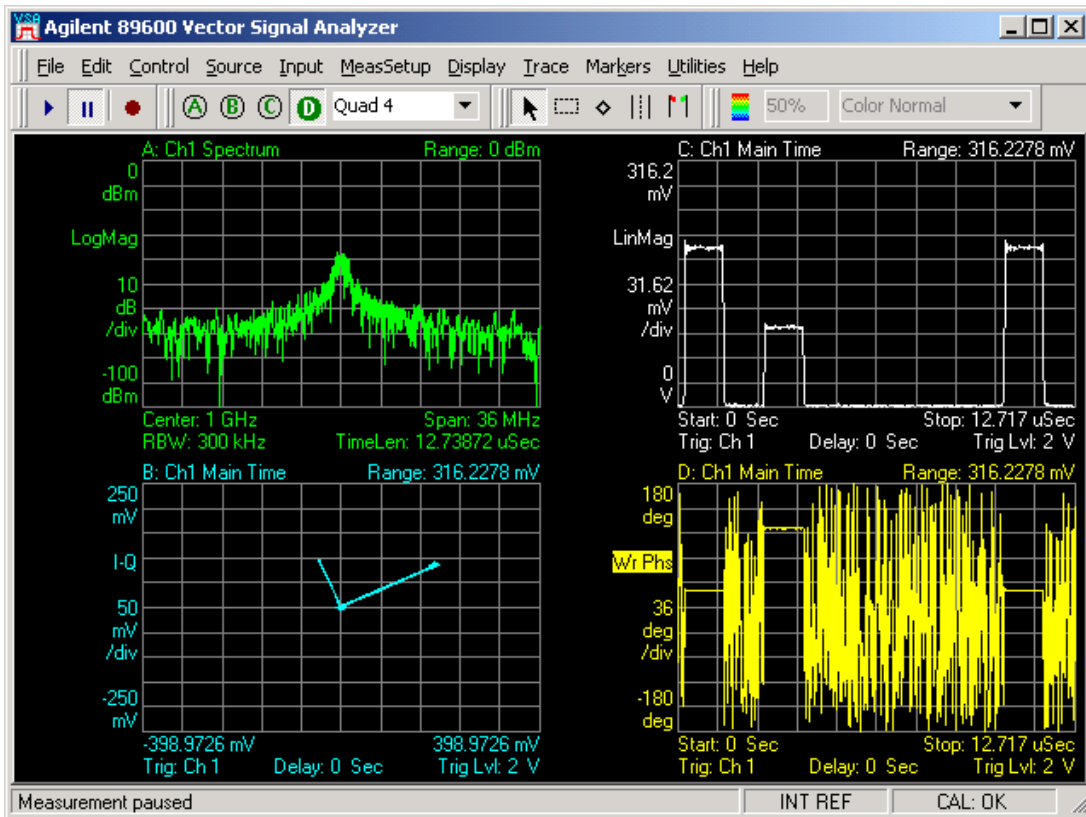 VSA Agilent 89600 Vector Signal Analyzer
File Edit Control Source Input MeasSetup Display Trace Markers Utilities Help
A B C D Quad 4 50% Color Normal
A: Ch1 Spectrum Range: 0 dBm
0
dBm
LogMag
10
dB
/div
-100
dBm
Center: 1 GHz Span: 36 MHz
RBW: 300 kHz TimeLen: 12.73872 uSec
C: Ch1 Main Time Range: 316.2278 mV
316.2
mV
LinMag
31.62
mV
/div
0
V
Start: 0 Sec Stop: 12.717 uSec
Trig: Ch 1 Delay: 0 Sec Trig Lvl: 2 V
B: Ch1 Main Time Range: 316.2278 mV
250
mV
I-Q
50
mV
/div
-250
mV
-398.9726 mV 398.9726 mV
Trig: Ch 1 Delay: 0 Sec Trig Lvl: 2 V
D: Ch1 Main Time Range: 316.2278 mV
180
deg
Wr Phs
36
deg
/div
-180
deg
Start: 0 Sec Stop: 12.717 uSec
Trig: Ch 1 Delay: 0 Sec Trig Lvl: 2 V
Measurement paused INT REF CAL: OK